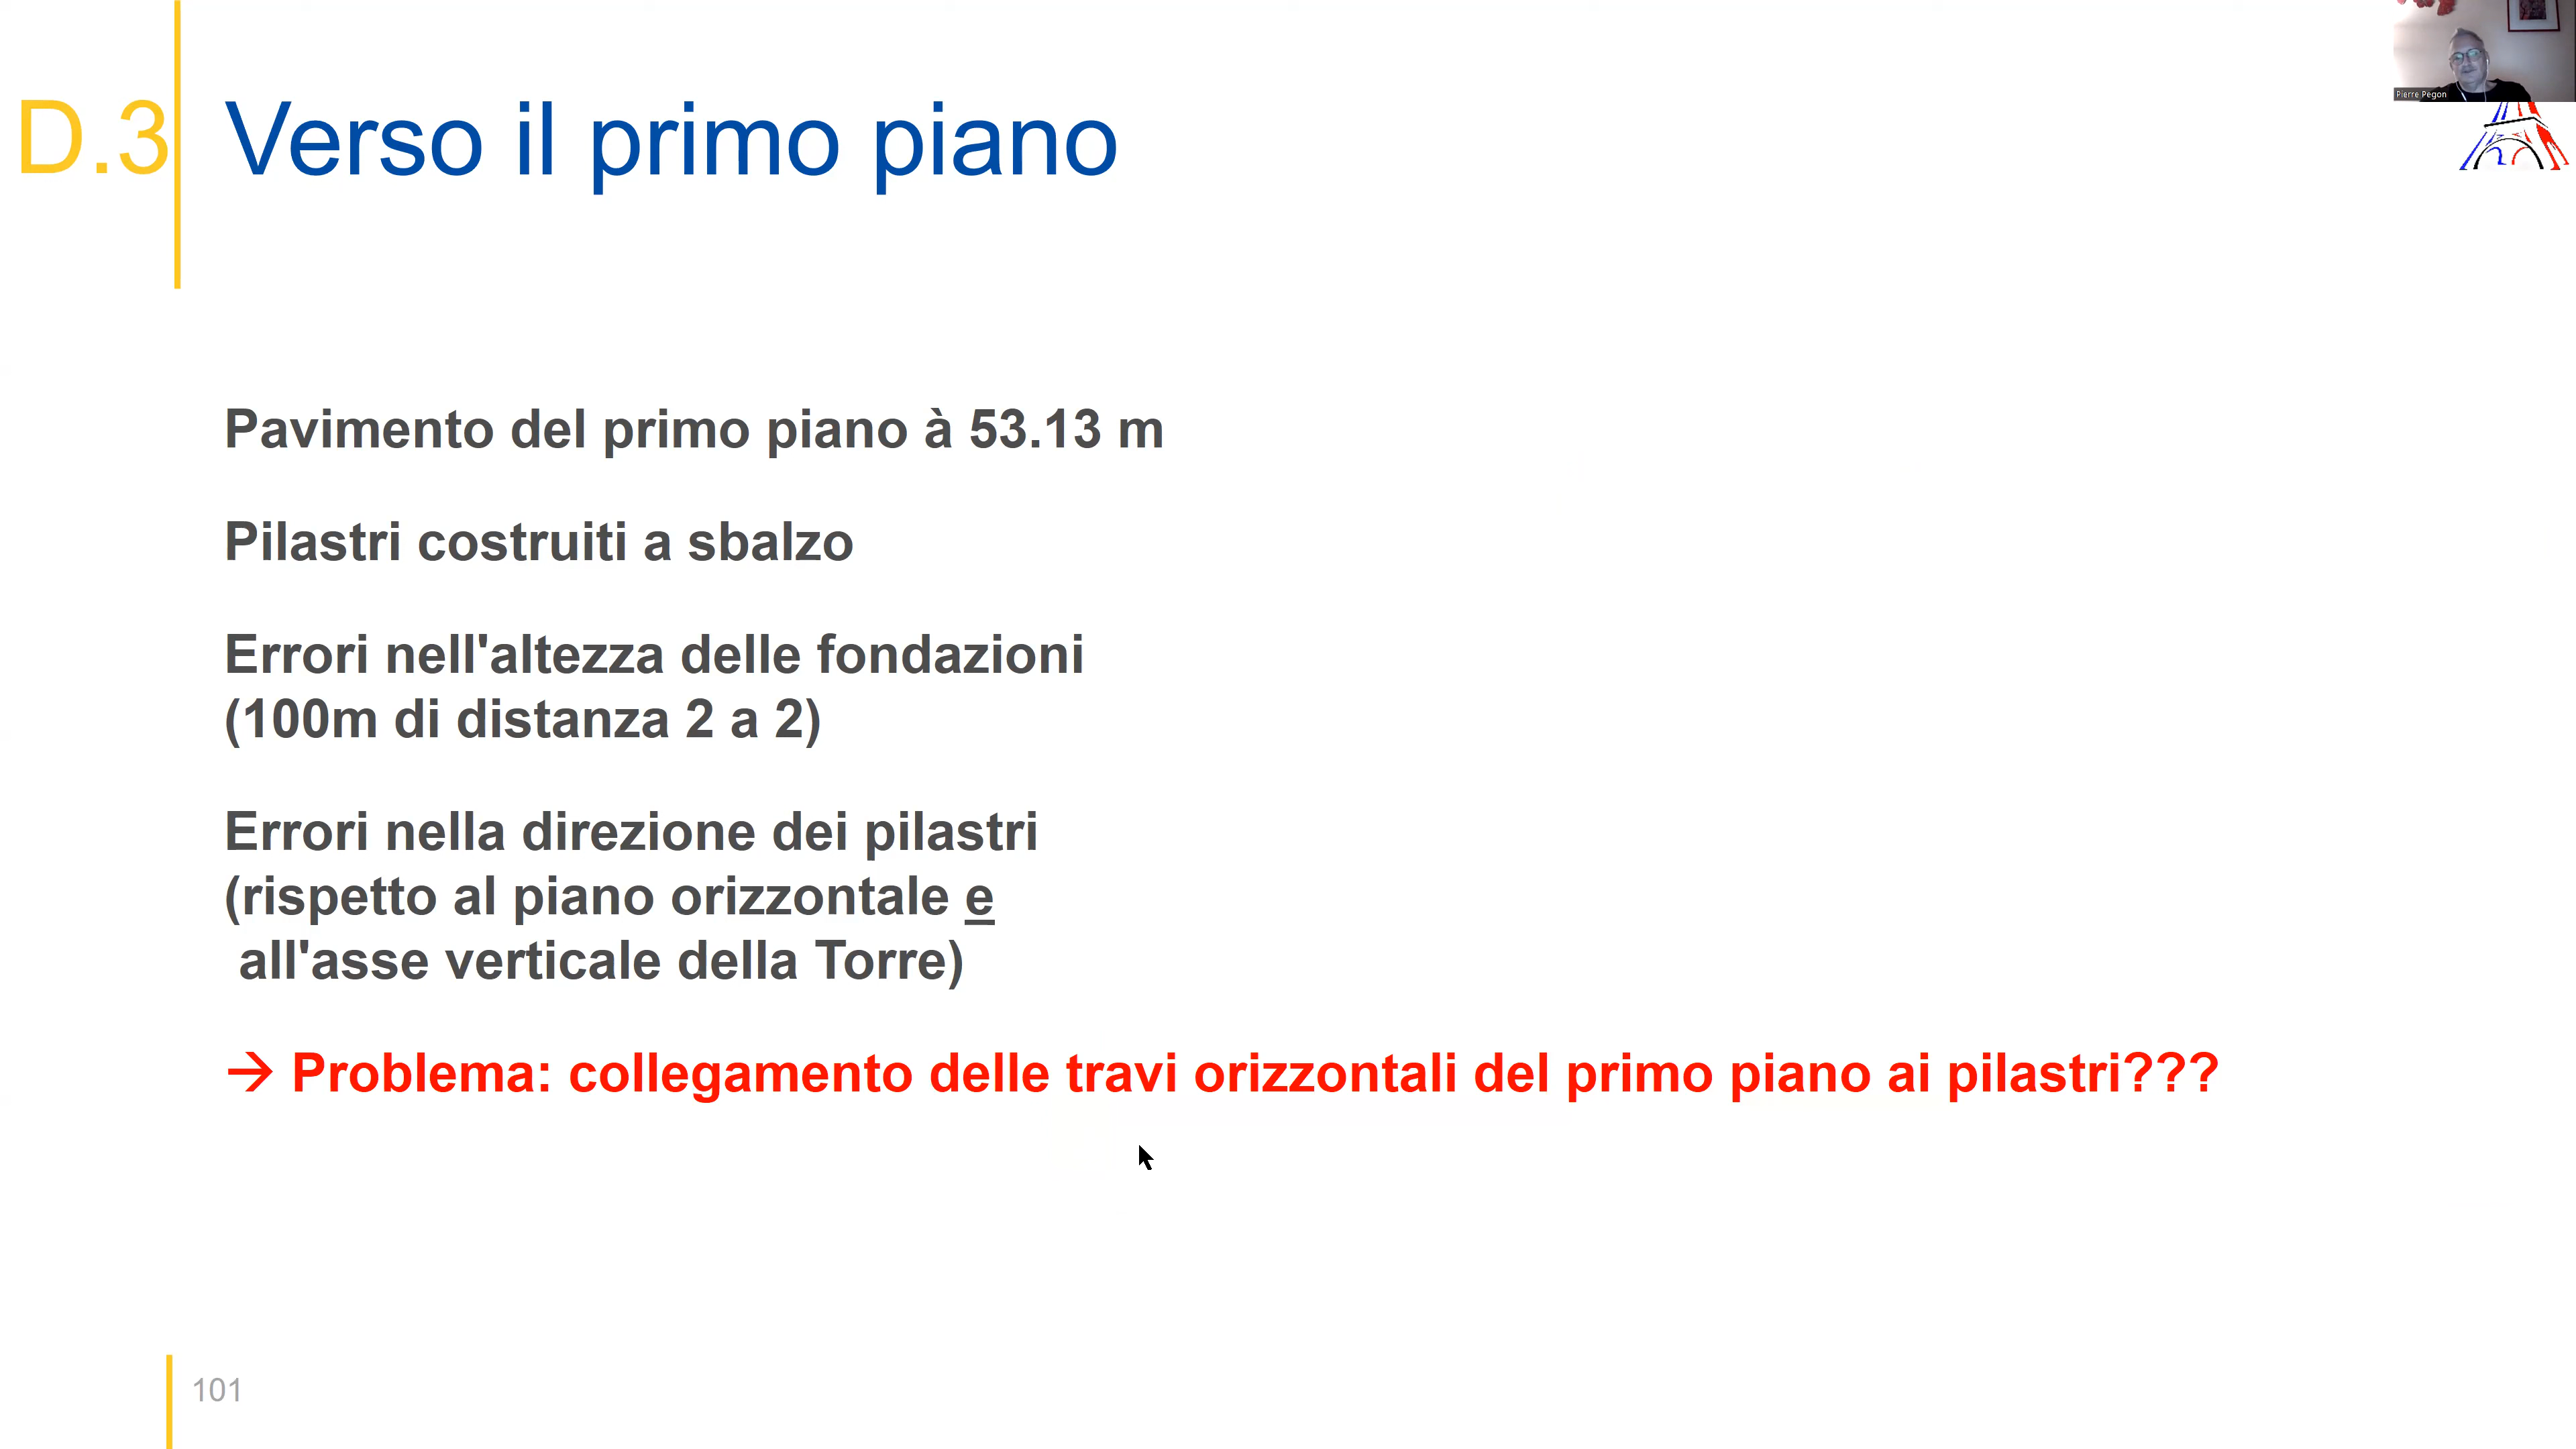 D.3
Verso il primo piano
Pierre Pegon
Pavimento del primo piano à 53.13 m
Pilastri costruiti a sbalzo
Errori nell'altezza delle fondazioni
(100m di distanza 2 a 2)
Errori nella direzione dei pilastri
(rispetto al piano orizzontale e
all'asse verticale della Torre)
→ Problema: collegamento delle travi orizzontali del primo piano ai pilastri???
101